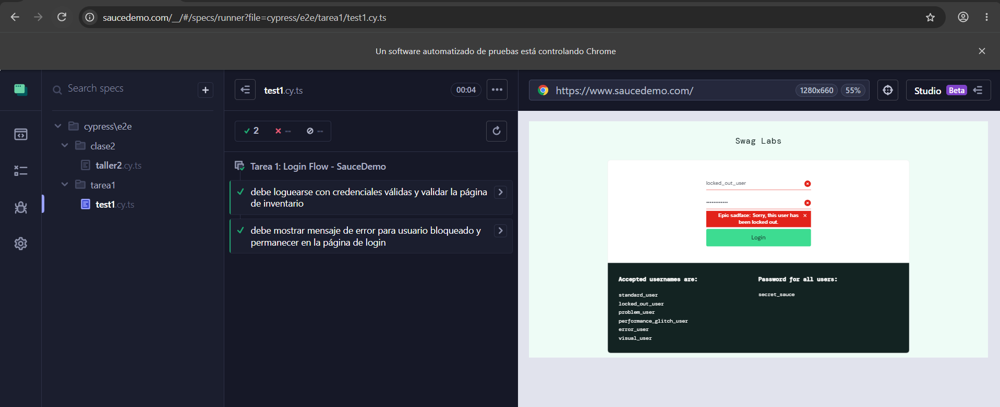 saucedemo.com/__/#/specs/runner?file=cypress/e2e/tarea1/test1.cy.ts
Un software automatizado de pruebas está controlando Chrome
Search specs
cypress\e2e
clase2
taller2.cy.ts
tarea1
test1.cy.ts
test1.cy.ts
00:04
2
--
--
Tarea 1: Login Flow - SauceDemo
debe loguearse con credenciales válidas y validar la página
de inventario
debe mostrar mensaje de error para usuario bloqueado y
permanecer en la página de login
https://www.saucedemo.com/
1280x660
55%
Studio Beta
Swag Labs
locked_out_user
••••••••••••
Epic sadface: Sorry, this user has
been locked out.
Login
Accepted usernames are:
standard_user
locked_out_user
problem_user
performance_glitch_user
error_user
visual_user
Password for all users:
secret_sauce